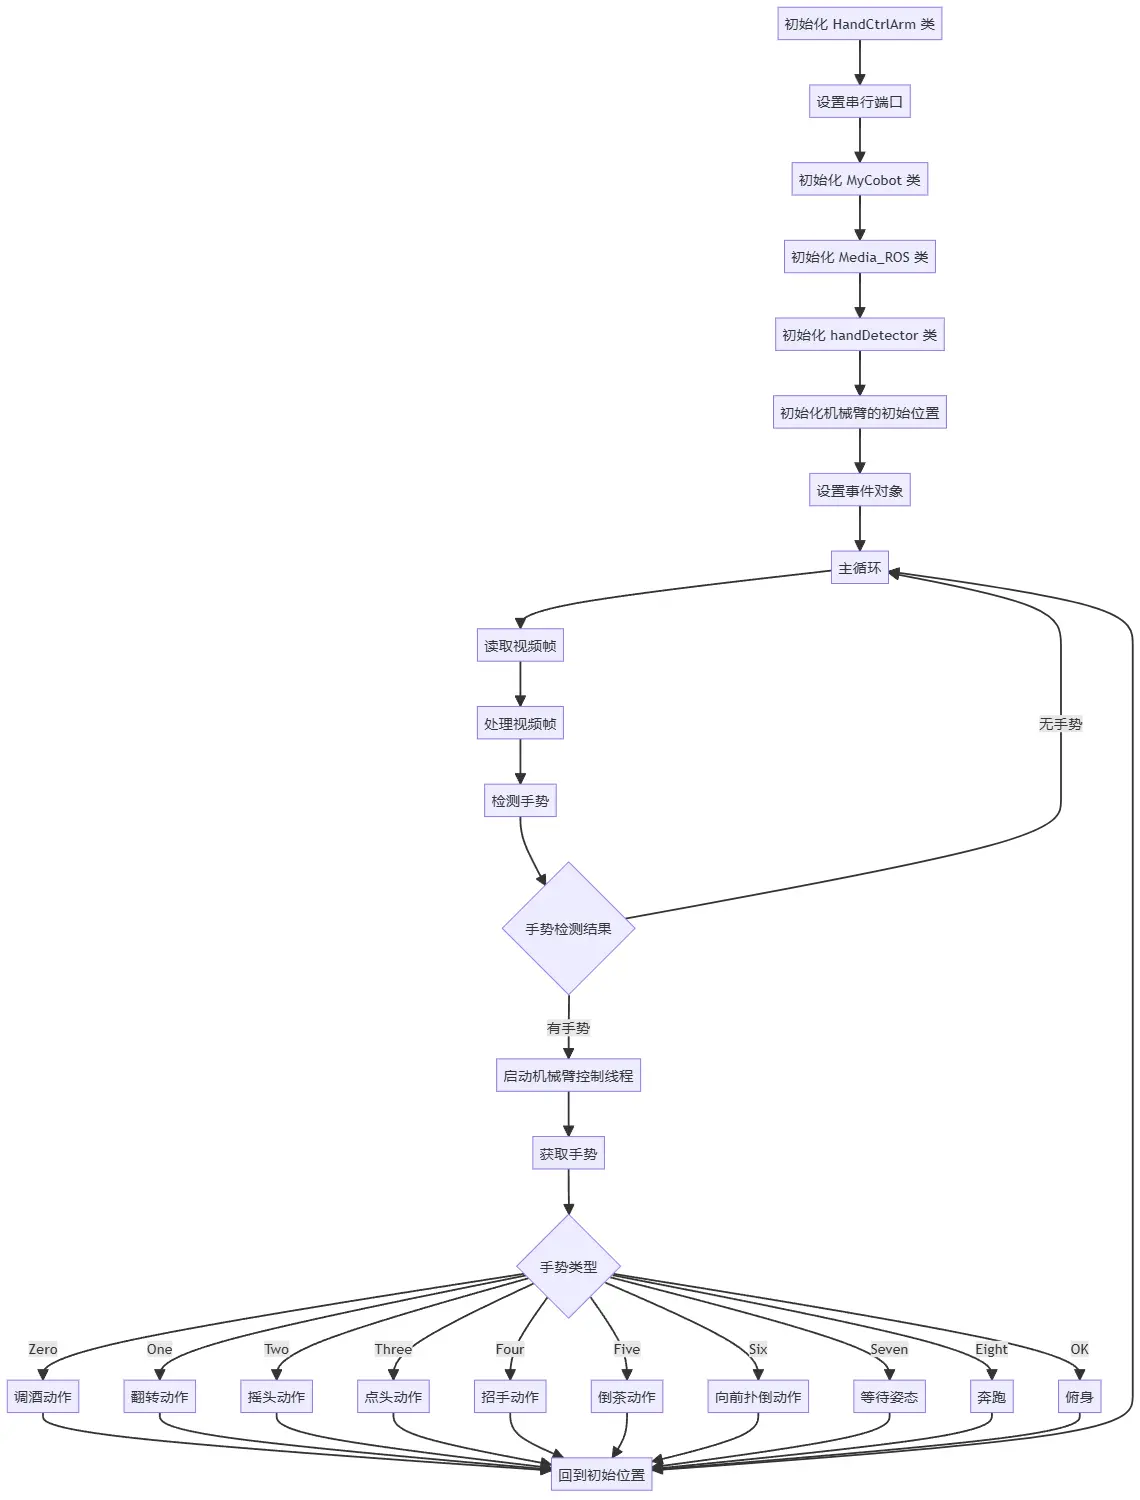 初始化 HandCtrlArm 类
设置串行端口
初始化 MyCobot 类
初始化 Media_ROS 类
初始化 handDetector 类
初始化机械臂的初始位置
设置事件对象
主循环
读取视频帧
处理视频帧
无手势
检测手势
手势检测结果
有手势
启动机械臂控制线程
获取手势
手势类型
Zero
One
Two
Three
Four
Five
Six
Seven
Eight
OK
调酒动作
翻转动作
摇头动作
点头动作
招手动作
倒茶动作
向前扑倒动作
等待姿态
奔跑
俯身
回到初始位置